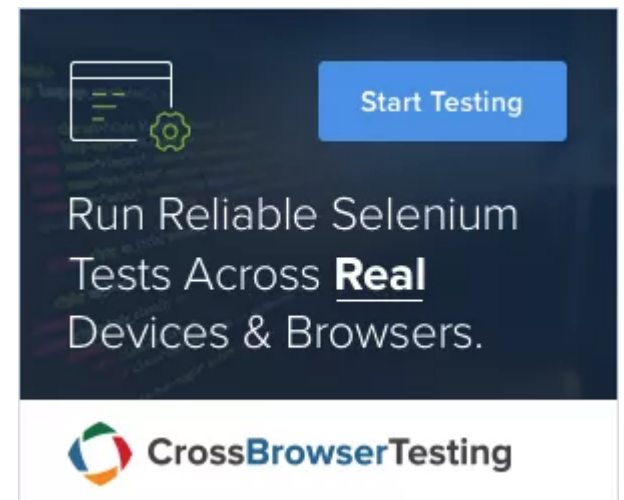 Start Testing
Run Reliable Selenium
Tests Across Real
Devices & Browsers.
CrossBrowserTesting